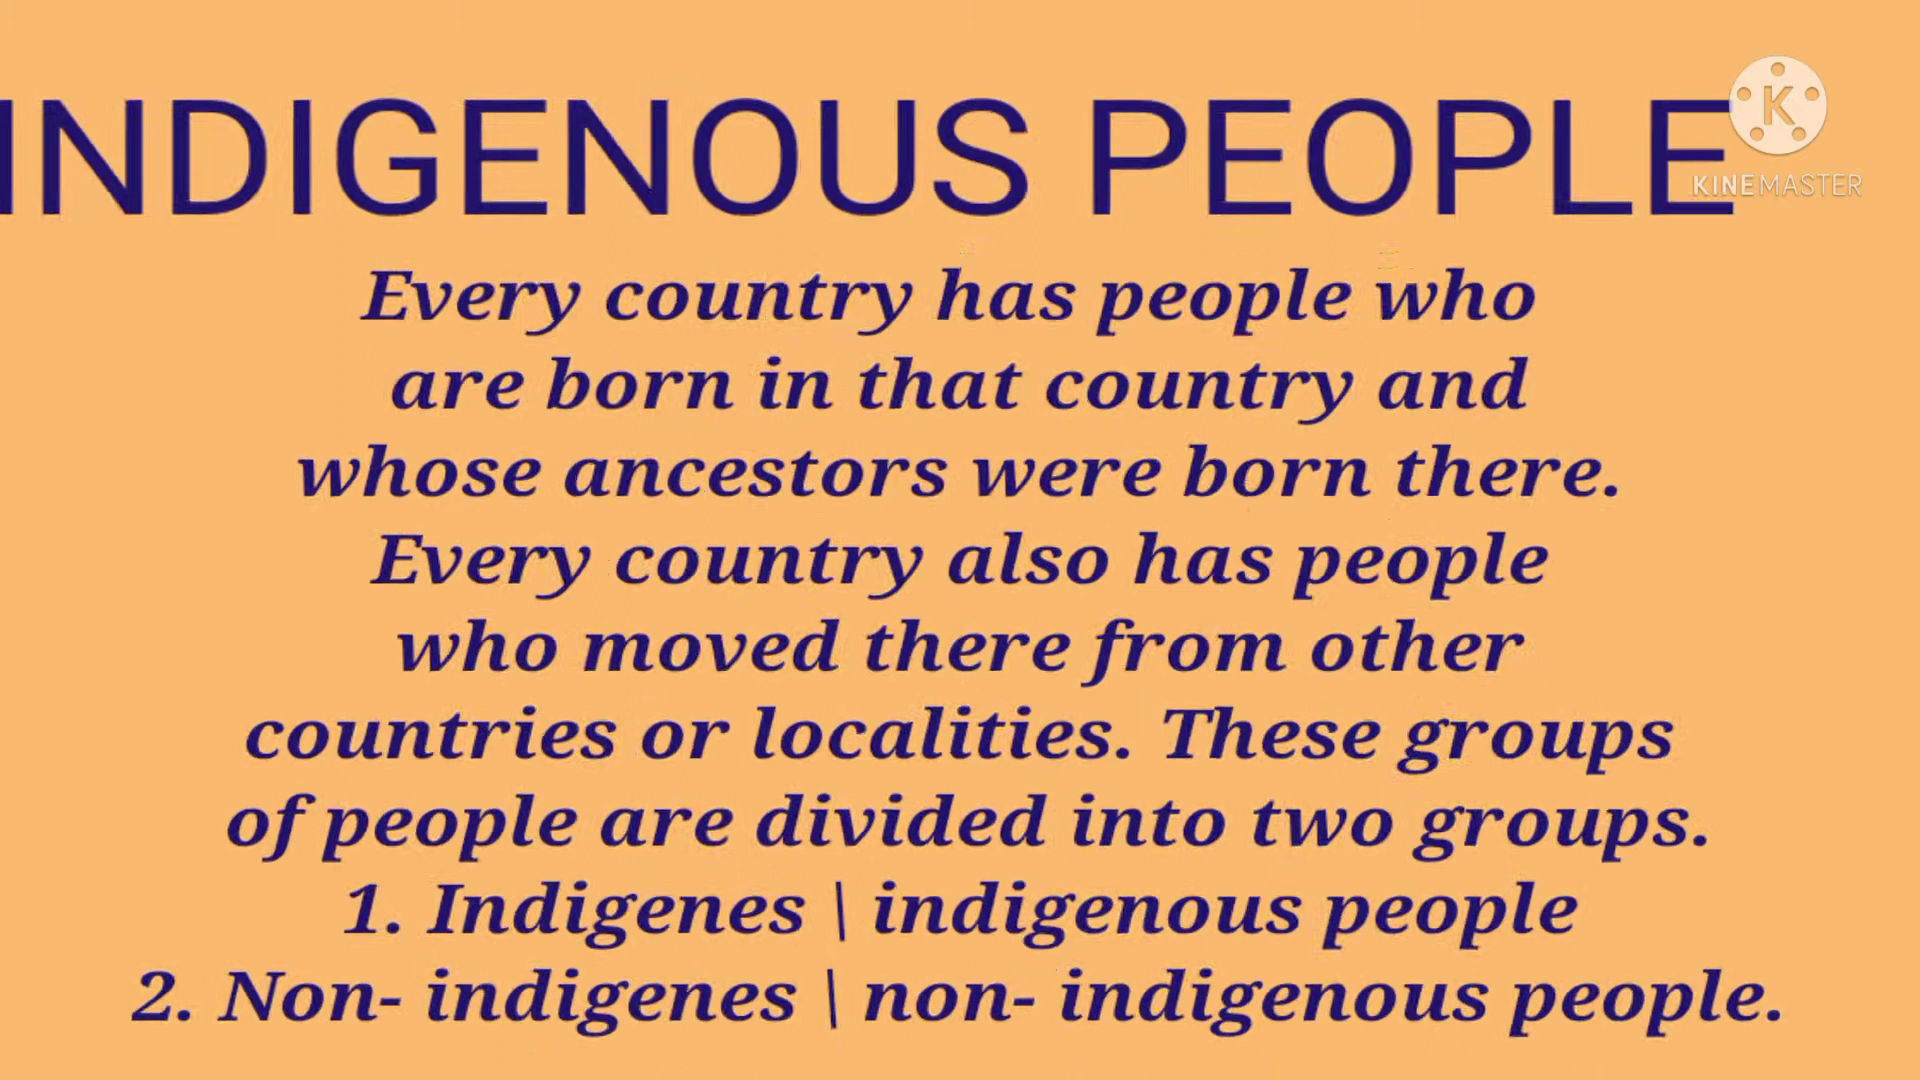 INDIGENOUS PEOPLE
K
KINEMASTER
Every country has people who
are born in that country and
whose ancestors were born there.
Every country also has people
who moved there from other
countries or localities. These groups
of people are divided into two groups.
1. Indigenes \ indigenous people
2. Non- indigenes \ non- indigenous people.